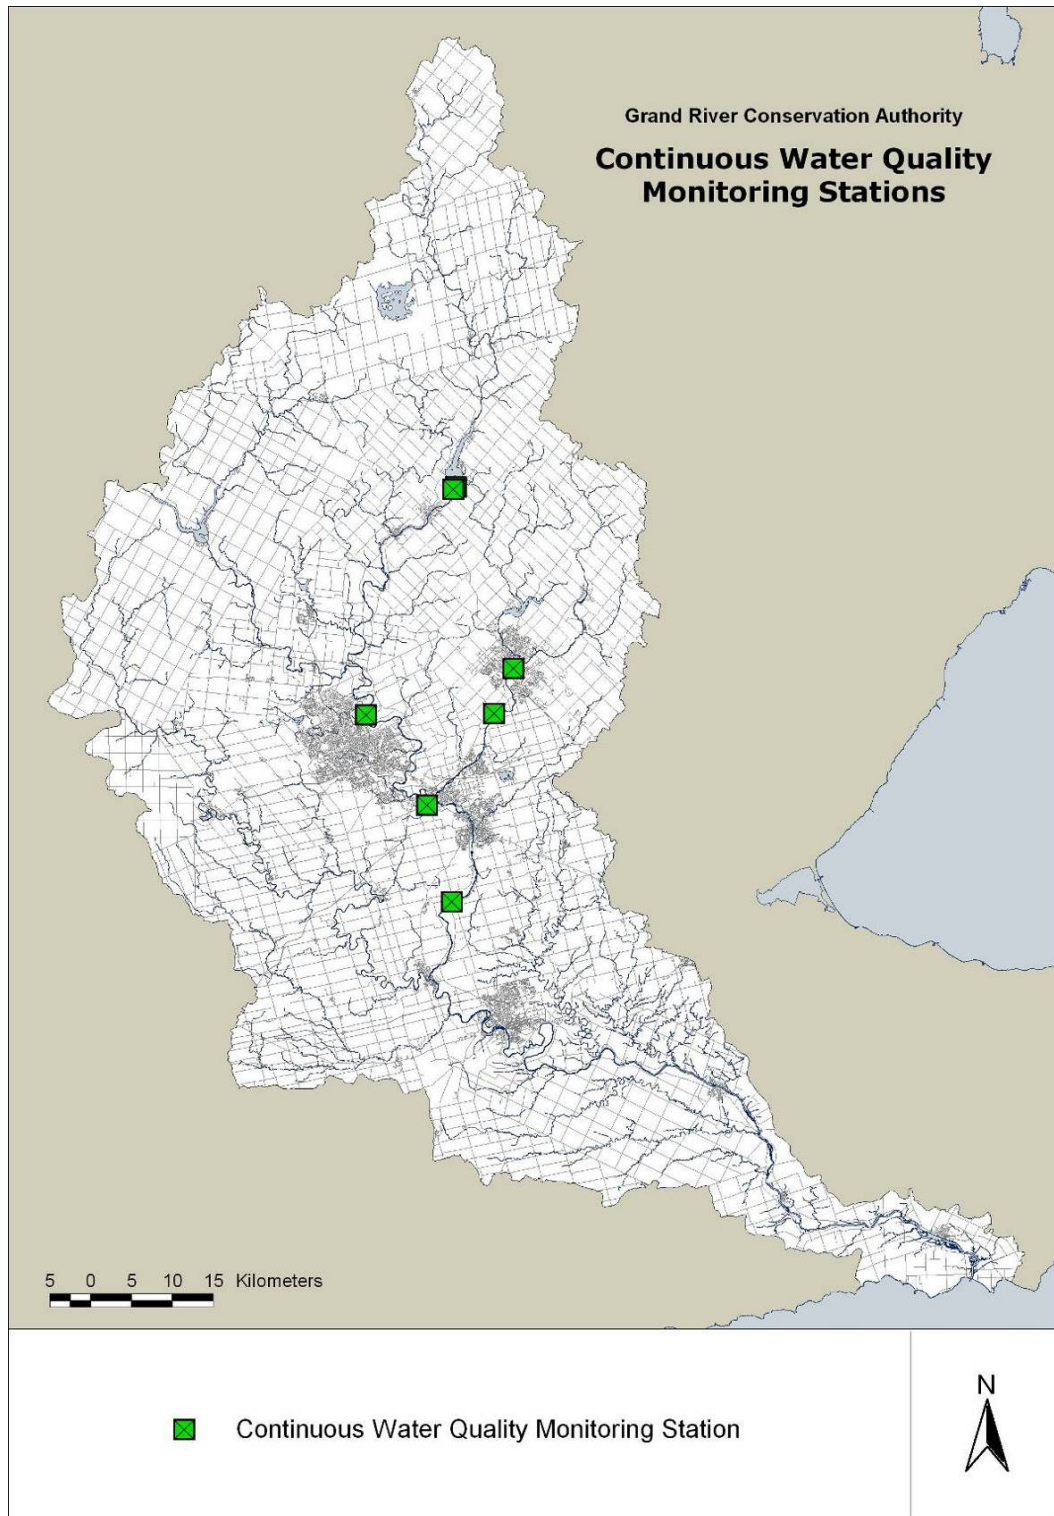 Grand River Conservation Authority
Continuous Water Quality
Monitoring Stations
5 0 5 10 15 Kilometers
Continuous Water Quality Monitoring Station
N